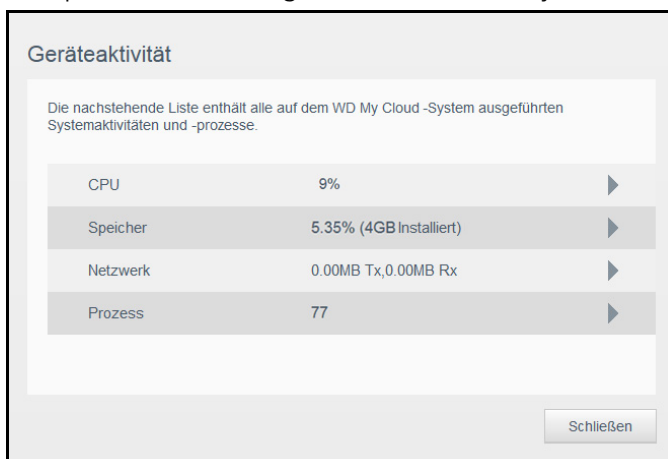 Geräteaktivität
Die nachstehende Liste enthält alle auf dem WD My Cloud -System ausgeführten
Systemaktivitäten und -prozesse.
CPU 9%
Speicher 5.35% (4GB Installiert)
Netzwerk 0.00MB Tx,0.00MB Rx
Prozess 77
Schließen